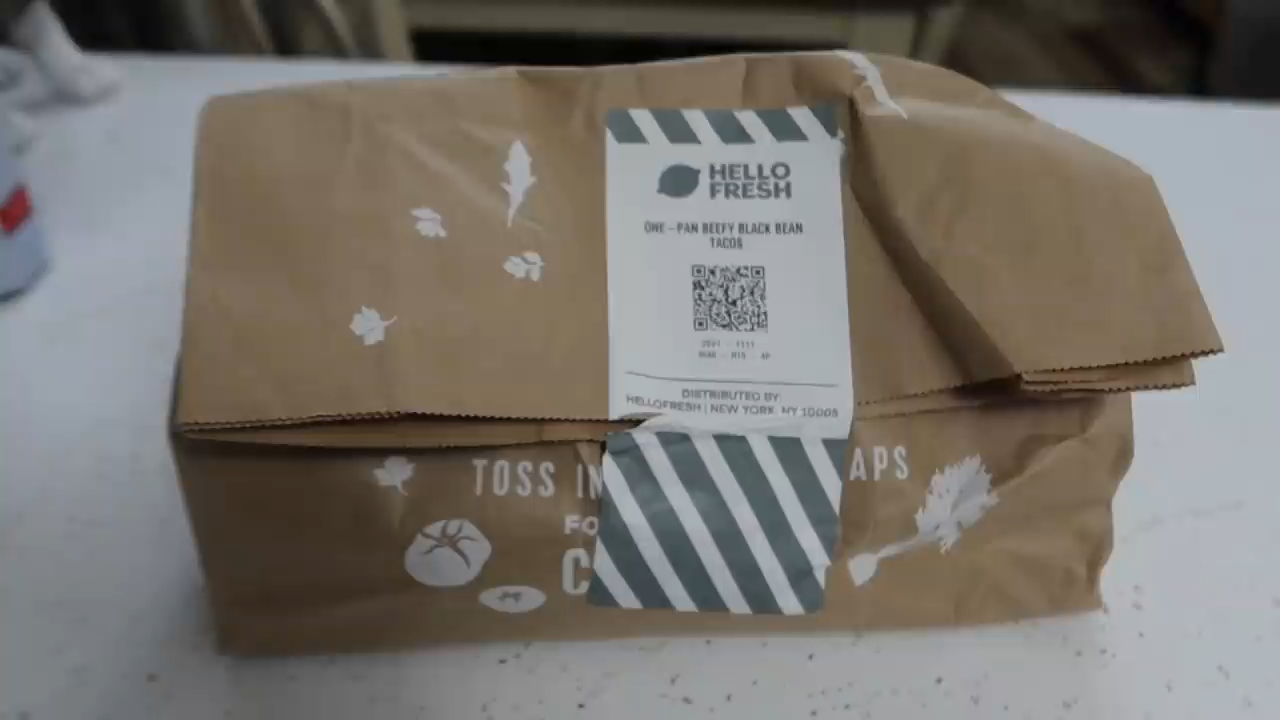 HELLO
FRESH
ONE - PAN BEEFY BLACK BEAN
TACOS
DISTRIBUTED BY:
HELLOFRESH | NEW YORK, NY 10005
TOSS IN APS
FO
C